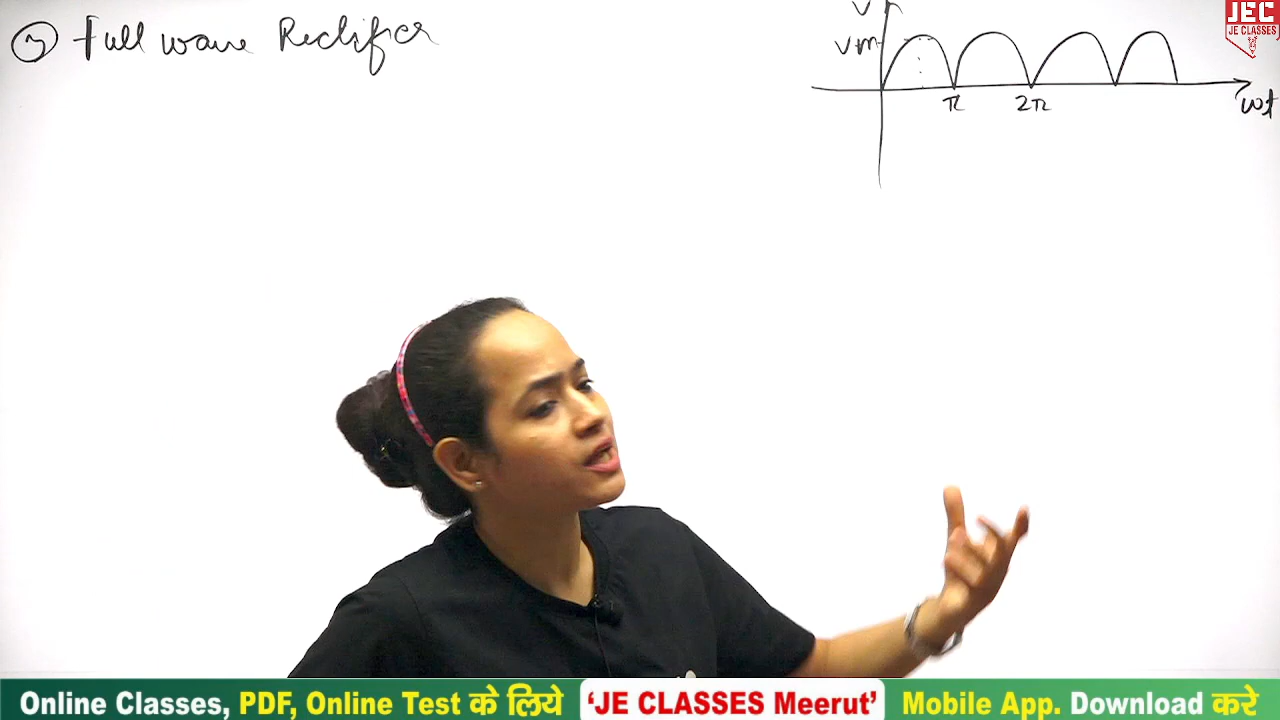 Full wave Rectifier
V
Vm
π
2π
wt
JEC
JE CLASSES
Online Classes, PDF, Online Test के लिये 'JE CLASSES Meerut' Mobile App. Download करे